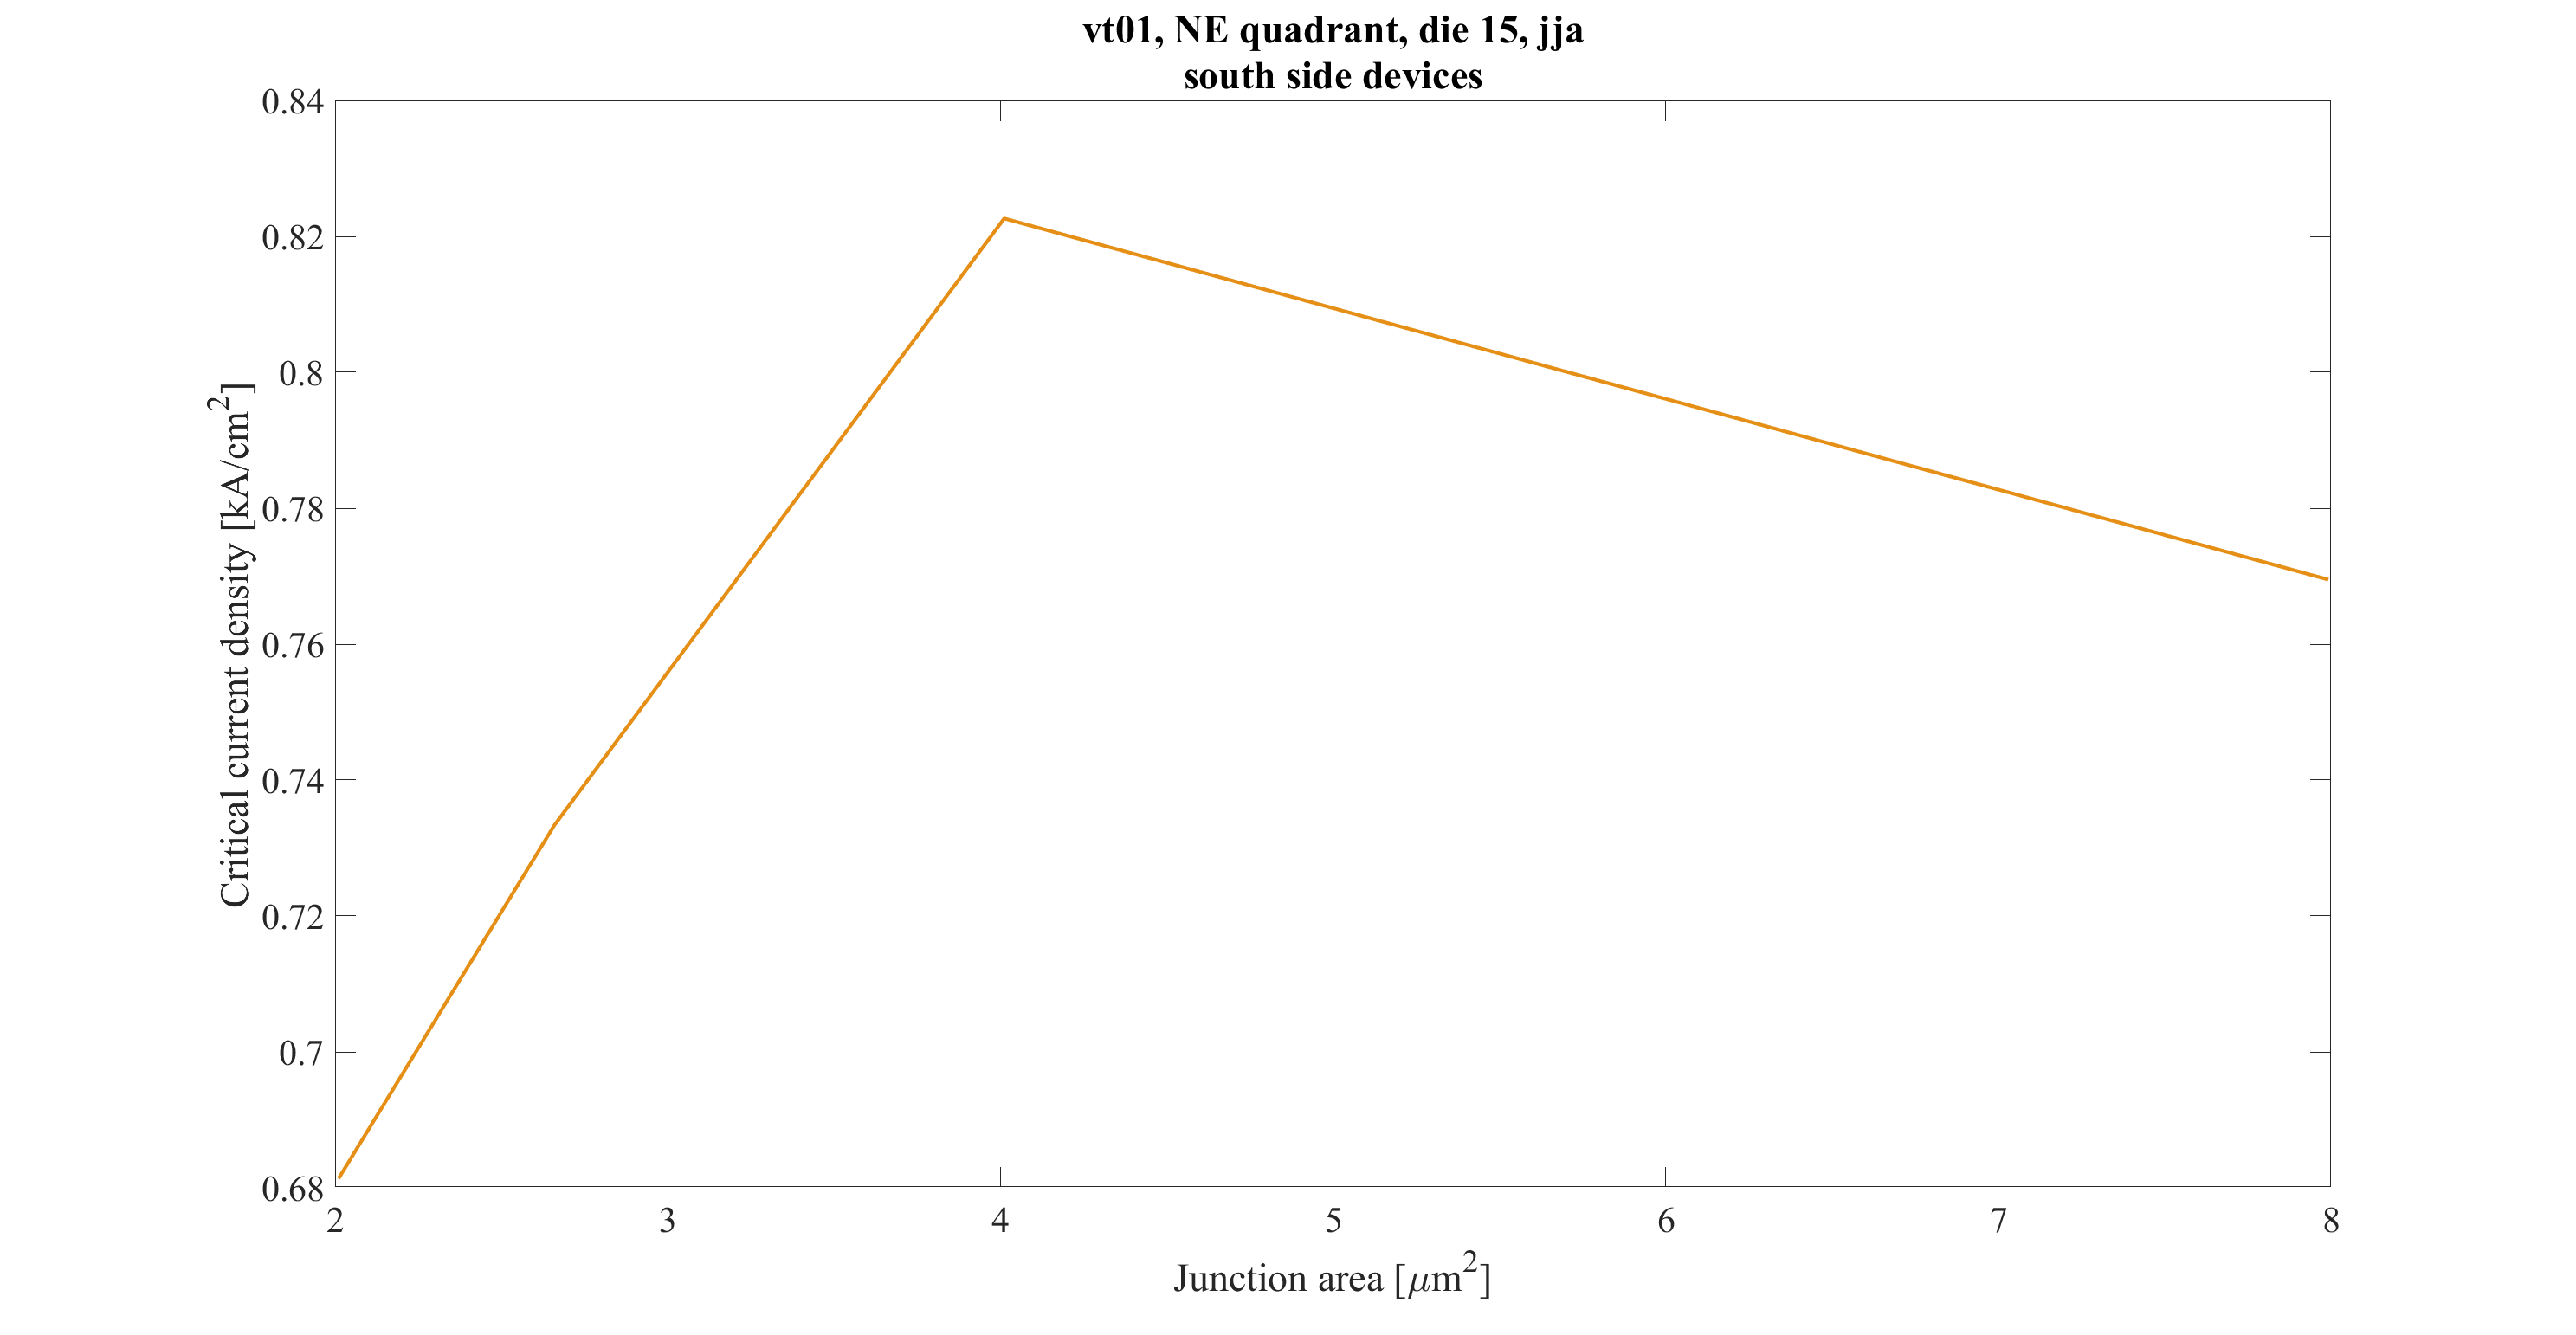 vt01, NE quadrant, die 15, jja
south side devices
0.84
0.82
0.8
0.78
0.76
0.74
0.72
0.7
0.68
Critical current density [kA/cm²]
2 3 4 5 6 7 8
Junction area [μm²]